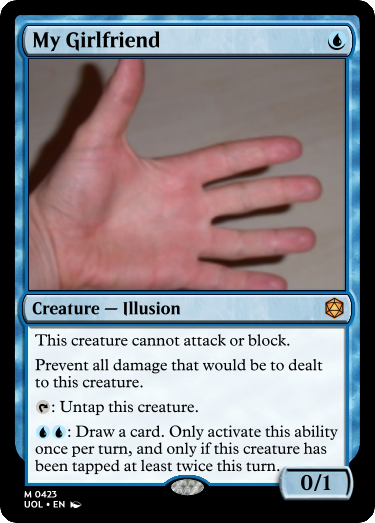 My Girlfriend
Creature — Illusion
This creature cannot attack or block.
Prevent all damage that would be to dealt
to this creature.
: Untap this creature.
: Draw a card. Only activate this ability
once per turn, and only if this creature has
been tapped at least twice this turn.
0/1
M 0423
UOL • EN